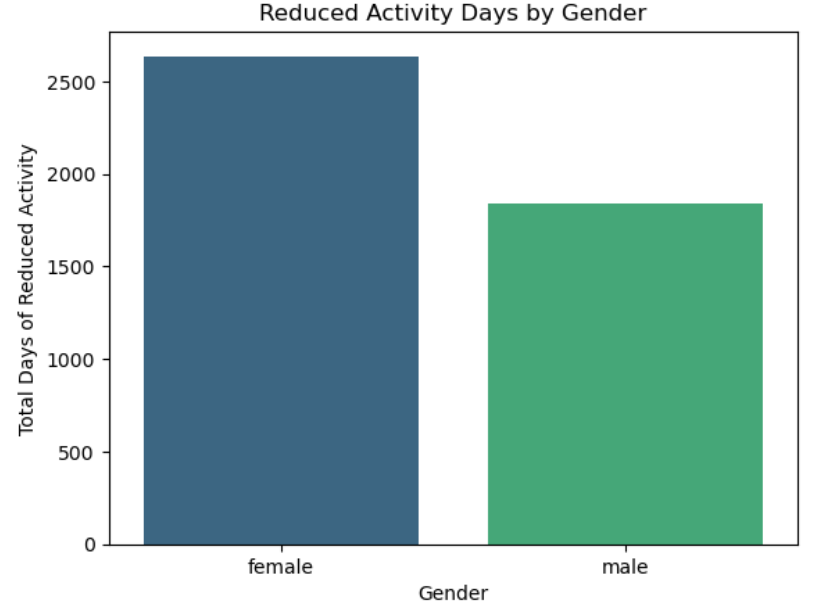 Reduced Activity Days by Gender
Total Days of Reduced Activity
2500
2000
1500
1000
500
0
female male
Gender